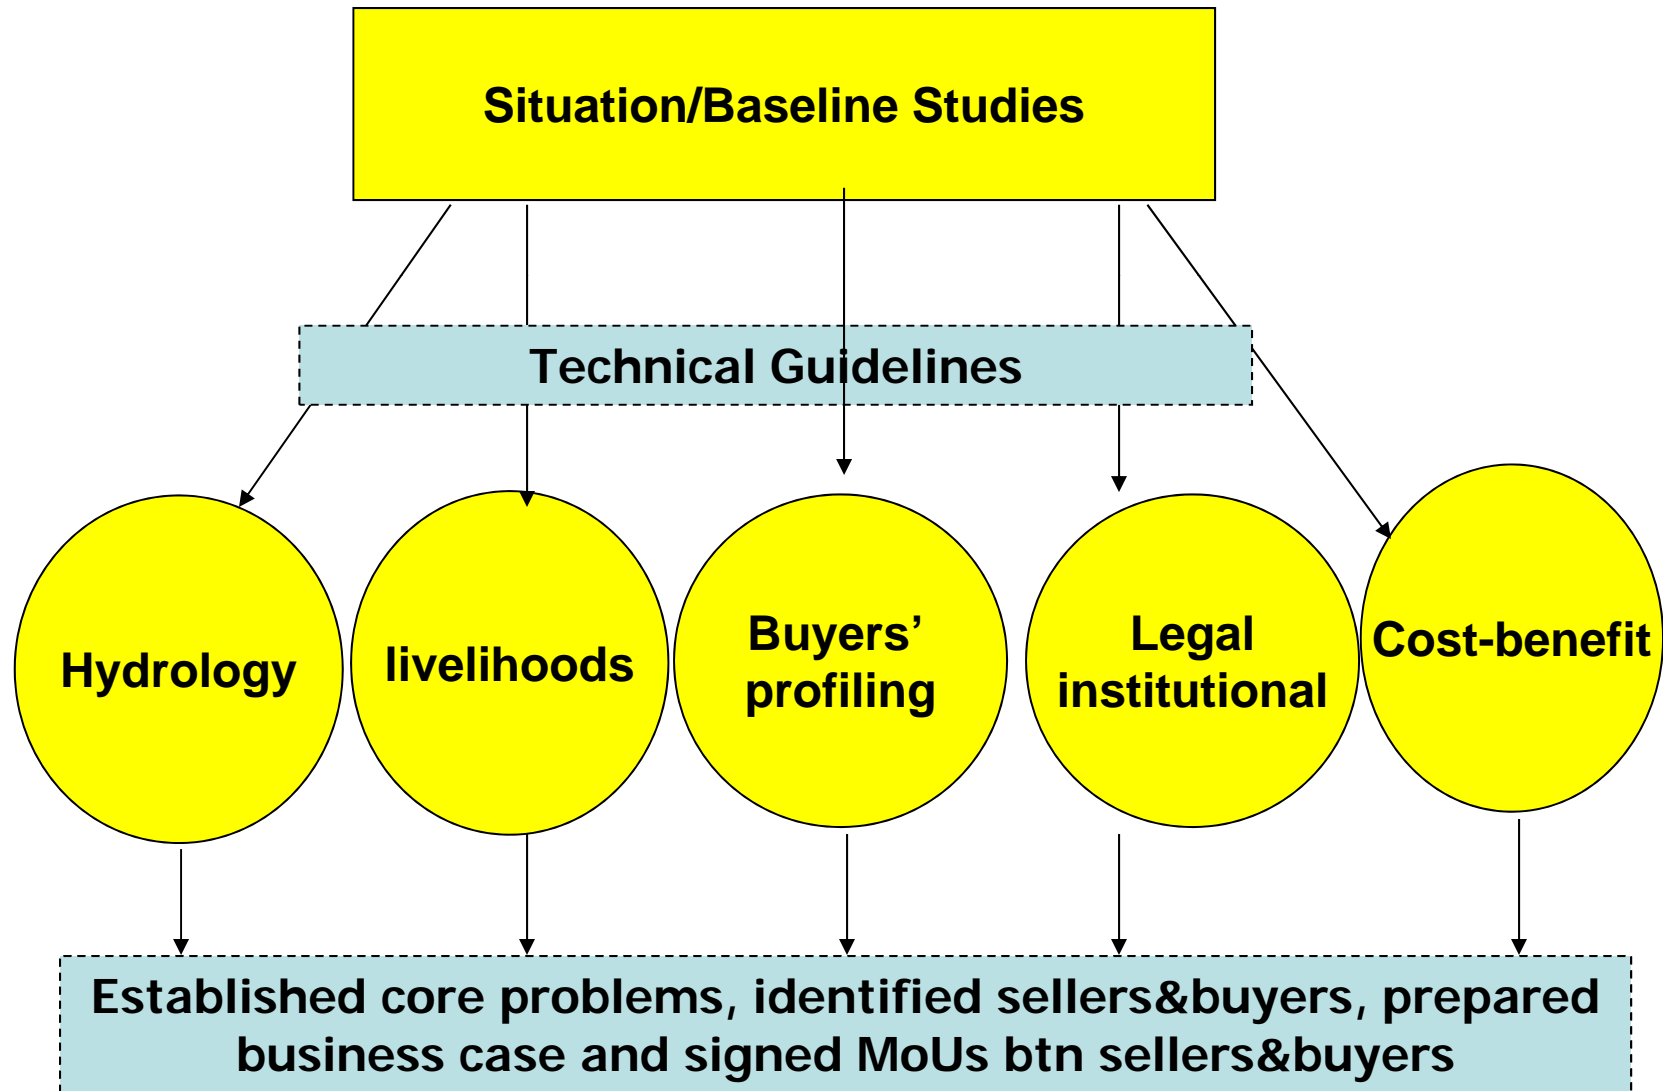 Situation/Baseline Studies
Technical Guidelines
Hydrology
livelihoods
Buyers’
profiling
Legal
institutional
Cost-benefit
Established core problems, identified sellers&buyers, prepared
business case and signed MoUs btn sellers&buyers